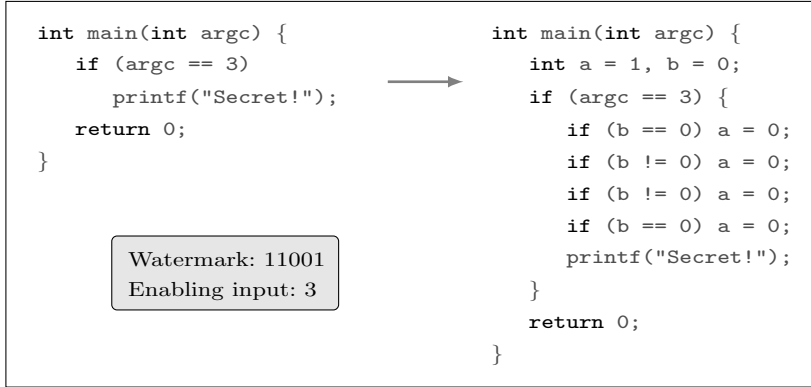 int main(int argc) {
if (argc == 3)
printf("Secret!");
return 0;
}
Watermark: 11001
Enabling input: 3
int main(int argc) {
int a = 1, b = 0;
if (argc == 3) {
if (b == 0) a = 0;
if (b != 0) a = 0;
if (b != 0) a = 0;
if (b == 0) a = 0;
printf("Secret!");
}
return 0;
}